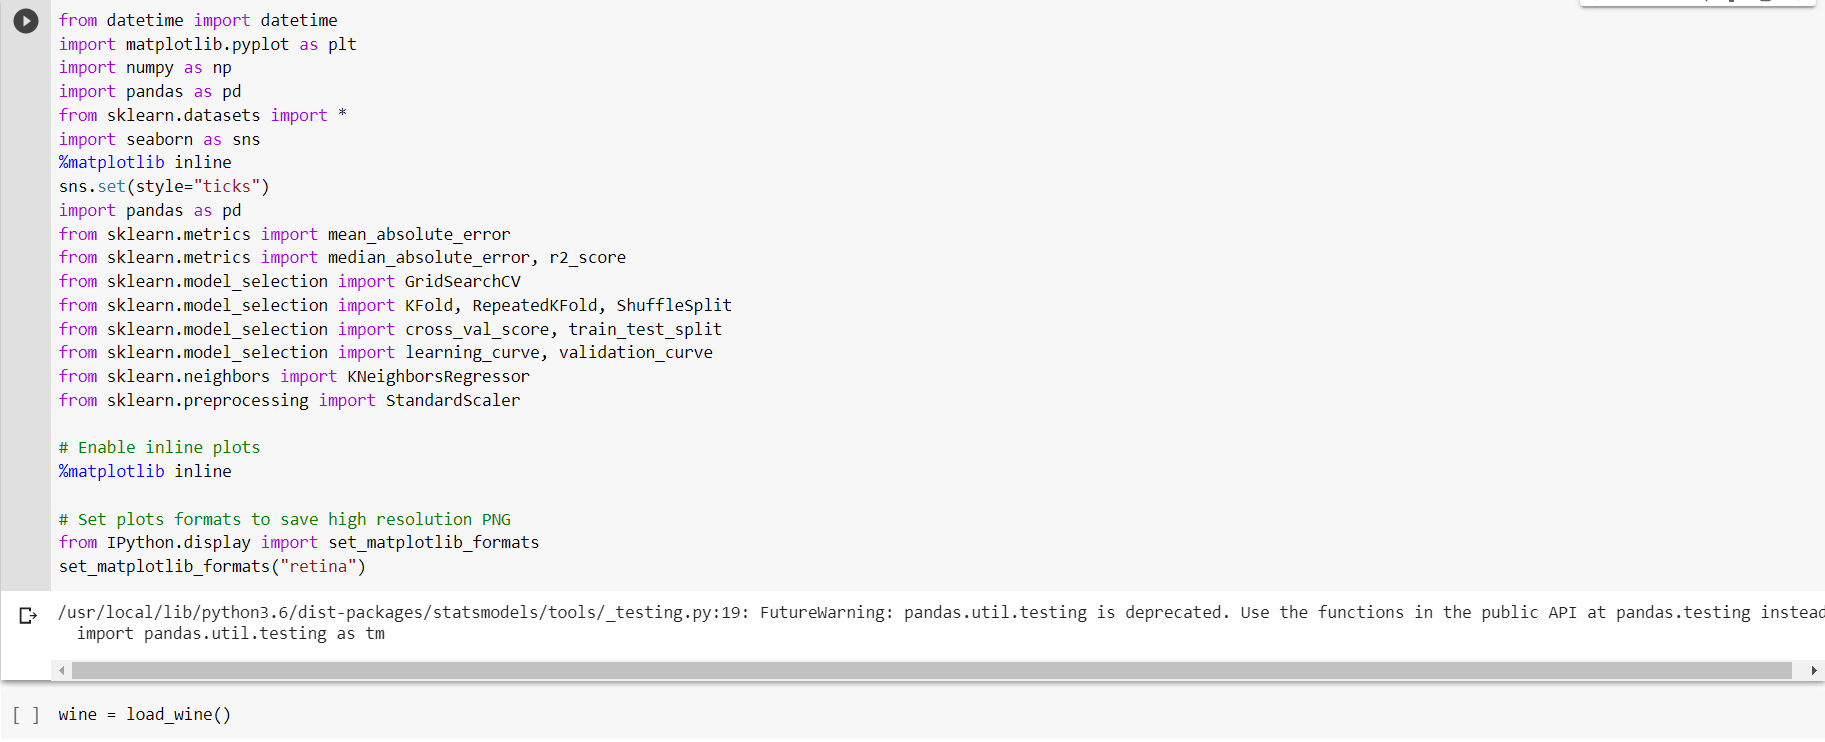 from datetime import datetime
import matplotlib.pyplot as plt
import numpy as np
import pandas as pd
from sklearn.datasets import *
import seaborn as sns
%matplotlib inline
sns.set(style="ticks")
import pandas as pd
from sklearn.metrics import mean_absolute_error
from sklearn.metrics import median_absolute_error, r2_score
from sklearn.model_selection import GridSearchCV
from sklearn.model_selection import KFold, RepeatedKFold, ShuffleSplit
from sklearn.model_selection import cross_val_score, train_test_split
from sklearn.model_selection import learning_curve, validation_curve
from sklearn.neighbors import KNeighborsRegressor
from sklearn.preprocessing import StandardScaler
# Enable inline plots
%matplotlib inline
# Set plots formats to save high resolution PNG
from IPython.display import set_matplotlib_formats
set_matplotlib_formats("retina")
/usr/local/lib/python3.6/dist-packages/statsmodels/tools/_testing.py:19: FutureWarning: pandas.util.testing is deprecated. Use the functions in the public API at pandas.testing instead
import pandas.util.testing as tm
[ ] wine = load_wine()